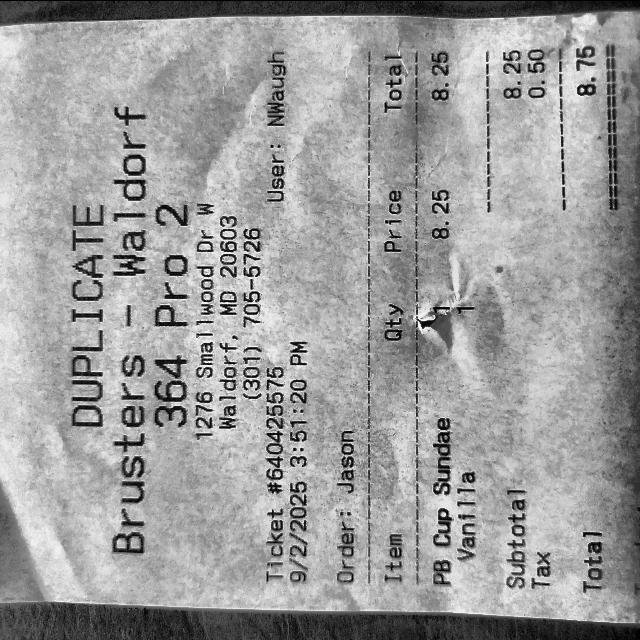 DUPLICATE
Brusters - Waldorf
364 Pro 2
1276 Smallwood Dr W
Waldorf, MD 20603
(301) 705-5726
Ticket #640425575 User: NWaugh
9/2/2025 3:51:20 PM
Order: Jason
Item Qty Price Total
PB Cup Sundae 1 8.25 8.25
Vanilla
Subtotal 8.25
Tax 0.50
Total 8.75